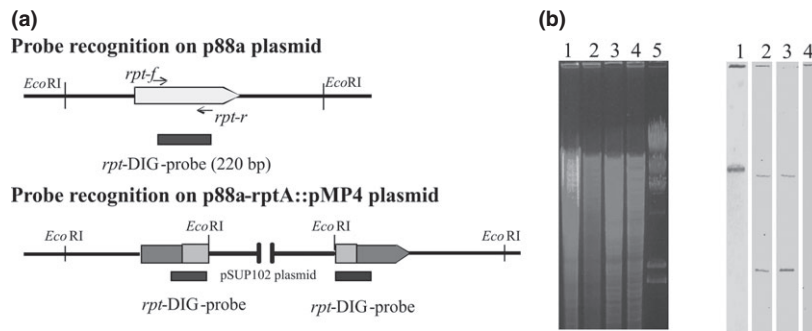 (a)
Probe recognition on p88a plasmid
EcoRI
rpt-f
EcoRI
rpt-r
rpt-DIG-probe (220 bp)
Probe recognition on p88a-rptA::pMP4 plasmid
EcoRI
EcoRI
EcoRI
EcoRI
pSUP102 plasmid
rpt-DIG-probe
rpt-DIG-probe
(b)
1 2 3 4 5
1 2 3 4